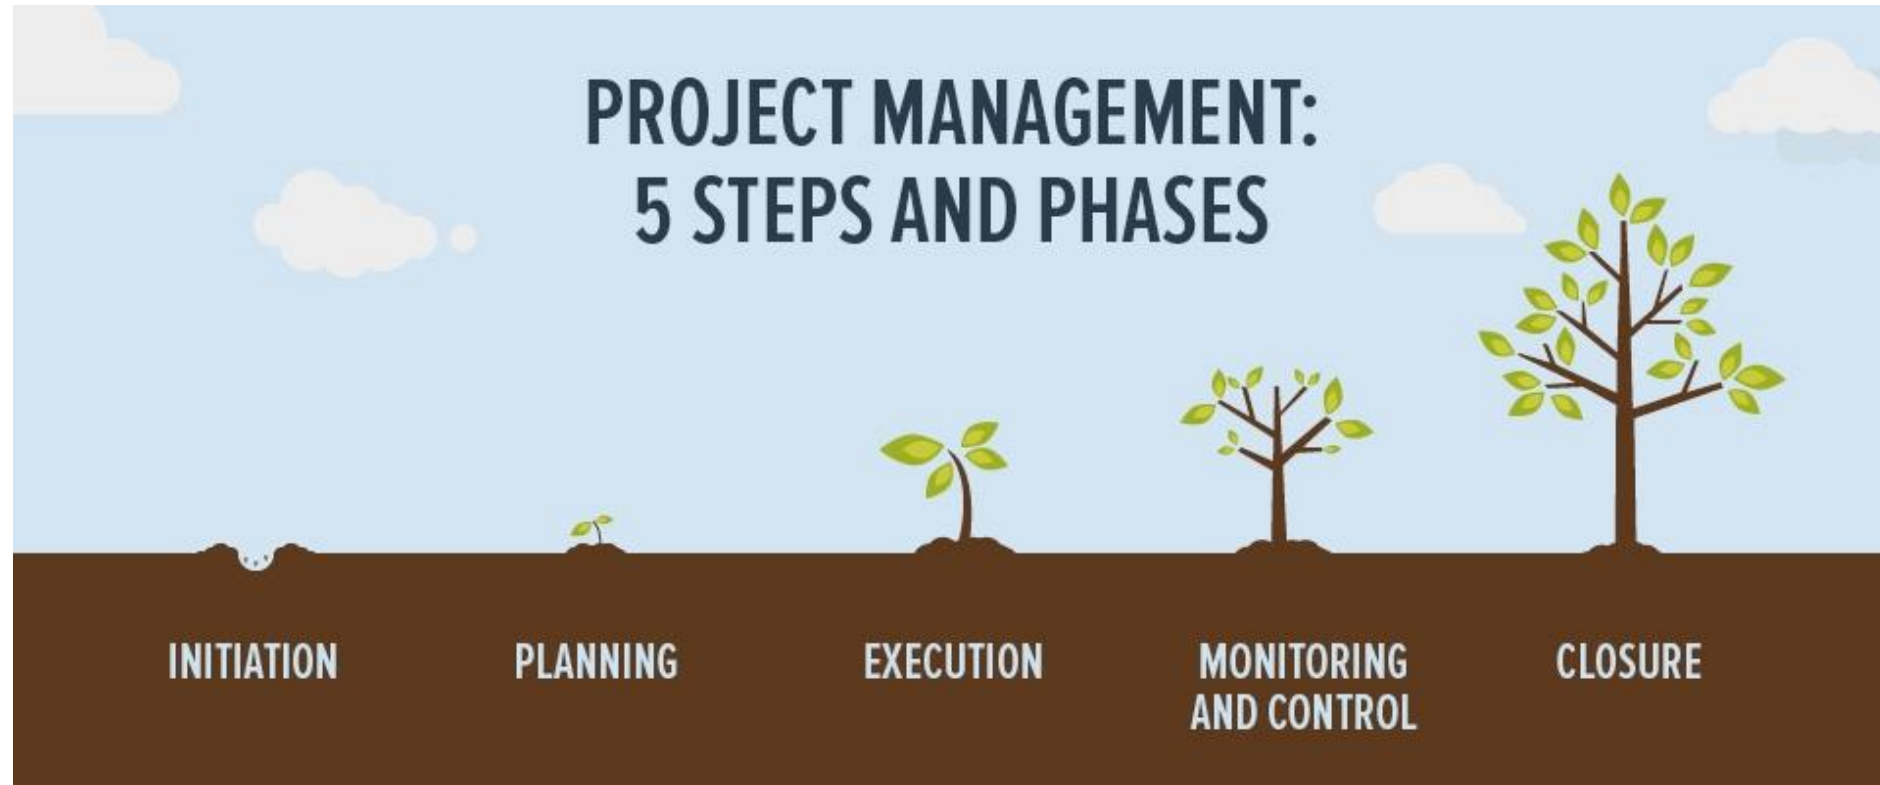 PROJECT MANAGEMENT:
5 STEPS AND PHASES
INITIATION
PLANNING
EXECUTION
MONITORING
AND CONTROL
CLOSURE